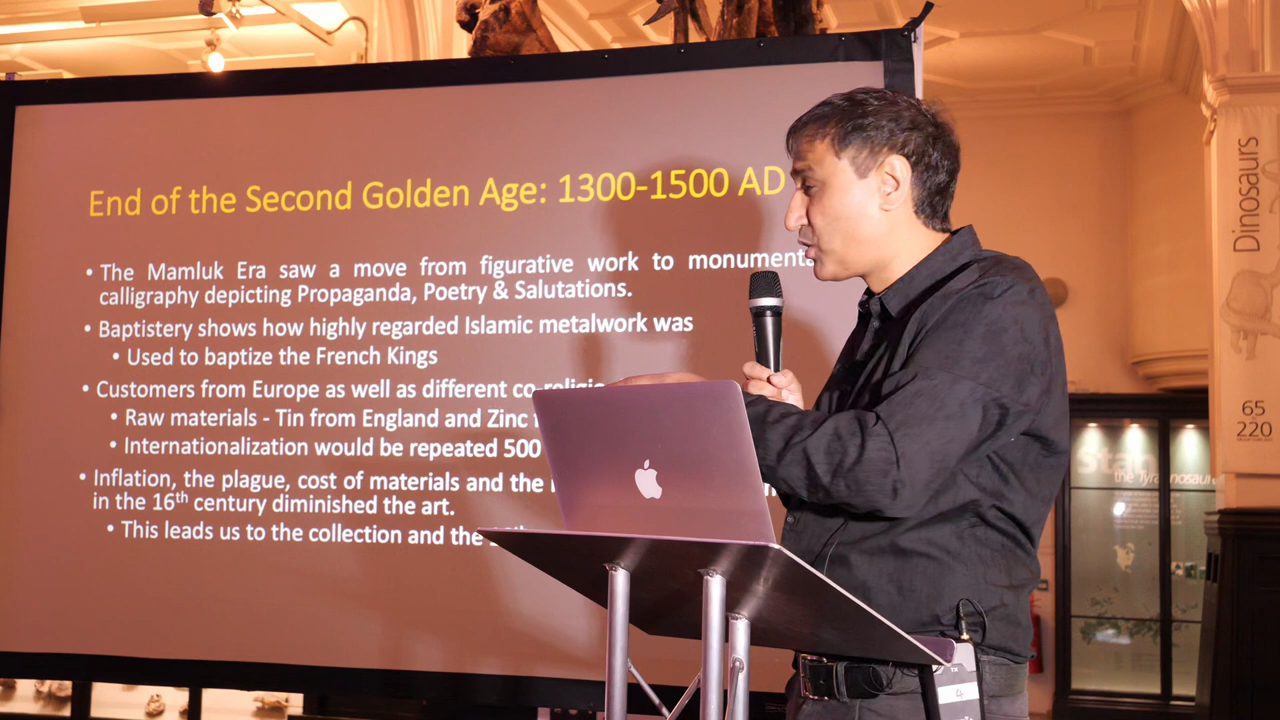 End of the Second Golden Age: 1300-1500 AD
• The Mamluk Era saw a move from figurative work to
calligraphy depicting Propaganda, Poetry & Salutations.
• Baptistery shows how highly regarded Islamic metalwork was
• Used to baptize the French Kings
• Customers from Europe as well as different
• Raw materials - Tin from England and Zinc
• Internationalization would be repeated 500
• Inflation, the plague, cost of materials and the
in the 16th century diminished the art.
• This leads us to the collection and the
Dinosaurs
65
220
stan
the Tyrannosaur
TX
4